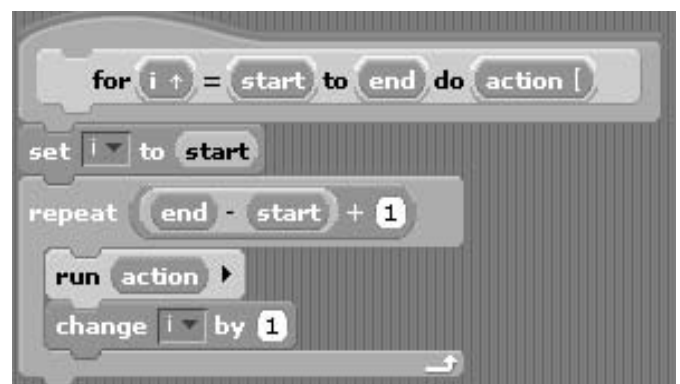 for i ↑ = start to end do action [
set i to start
repeat end - start + 1
run action
change i by 1